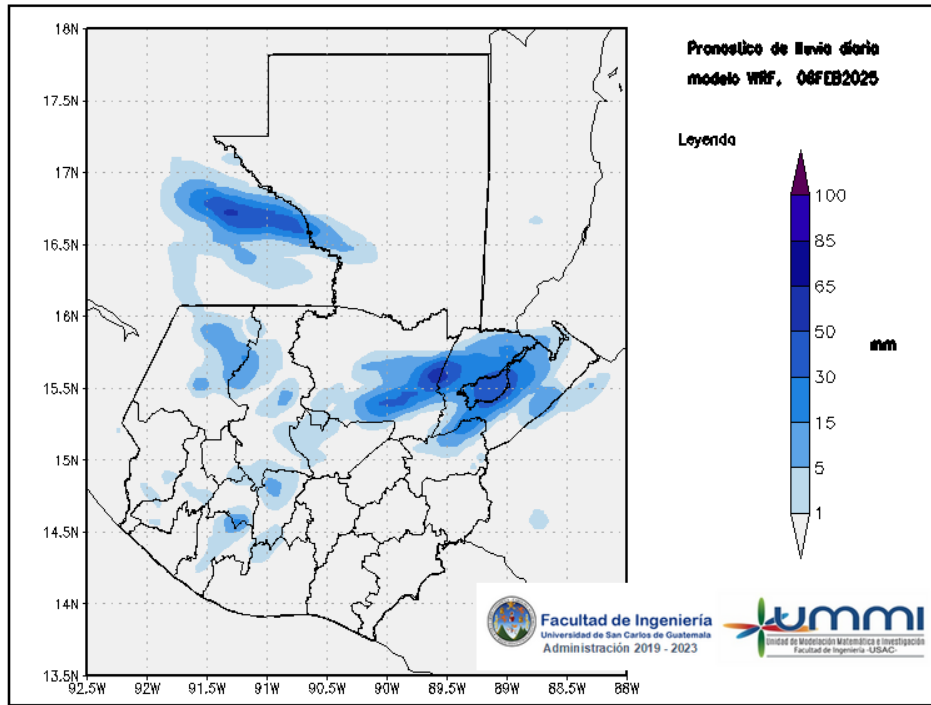 18N
17.5N
17N
16.5N
16N
15.5N
15N
14.5N
14N
13.5N
92.5W
92W
91.5W
91W
90.5W
90W
89.5W
89W
88.5W
88W
Pronostico de lluvia diaria
modelo WRF, 06FEB2025
Leyenda
100
85
65
50
30
15
5
1
mm
Facultad de Ingeniería
Universidad de San Carlos de Guatemala
Administración 2019 - 2023
ummi
Unidad de Modelación Matemática e Investigación
Facultad de Ingeniería -USAC-